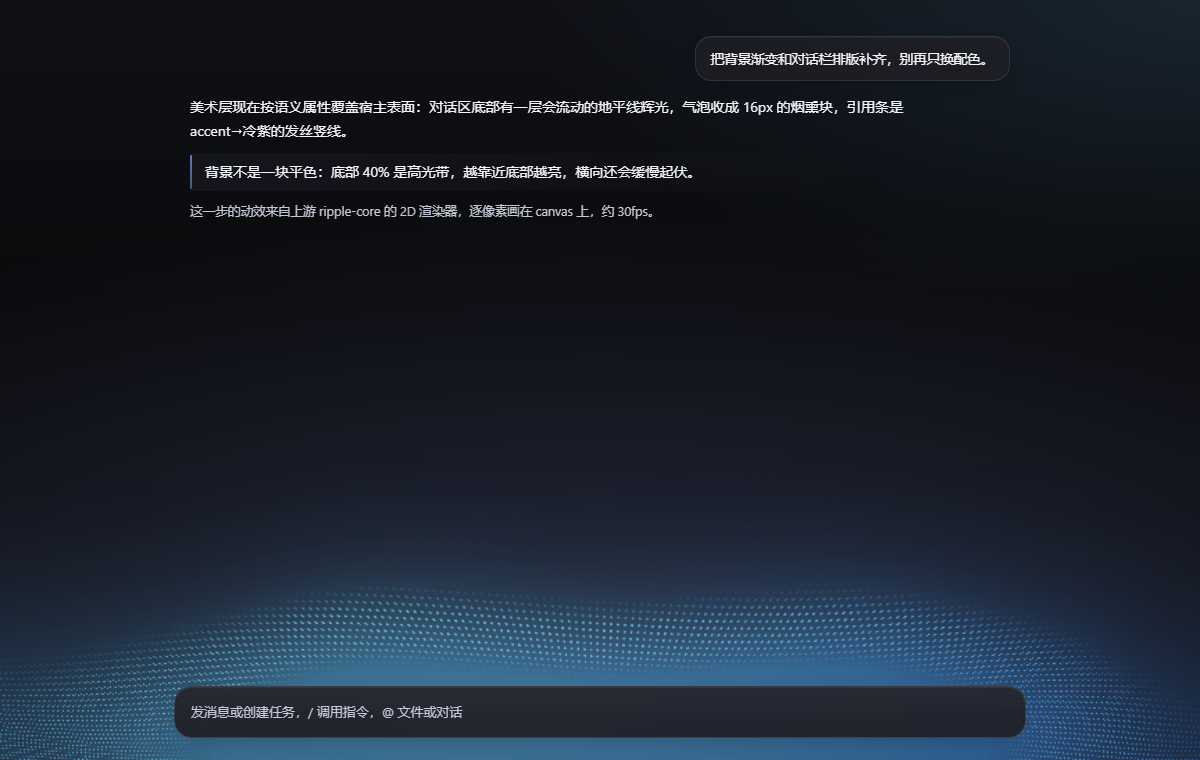 把背景渐变和对话栏排版补齐，别再只换配色。
美术层现在按语义属性覆盖宿主表面：对话区底部有一层会流动的地平线辉光，气泡收成 16px 的烟熏块，引用条是
accent→冷紫的发丝竖线。
背景不是一块平色：底部 40% 是高光带，越靠近底部越亮，横向还会缓慢起伏。
这一步的动效来自上游 ripple-core 的 2D 渲染器，逐像素画在 canvas 上，约 30fps。
发消息或创建任务，/ 调用指令，@ 文件或对话